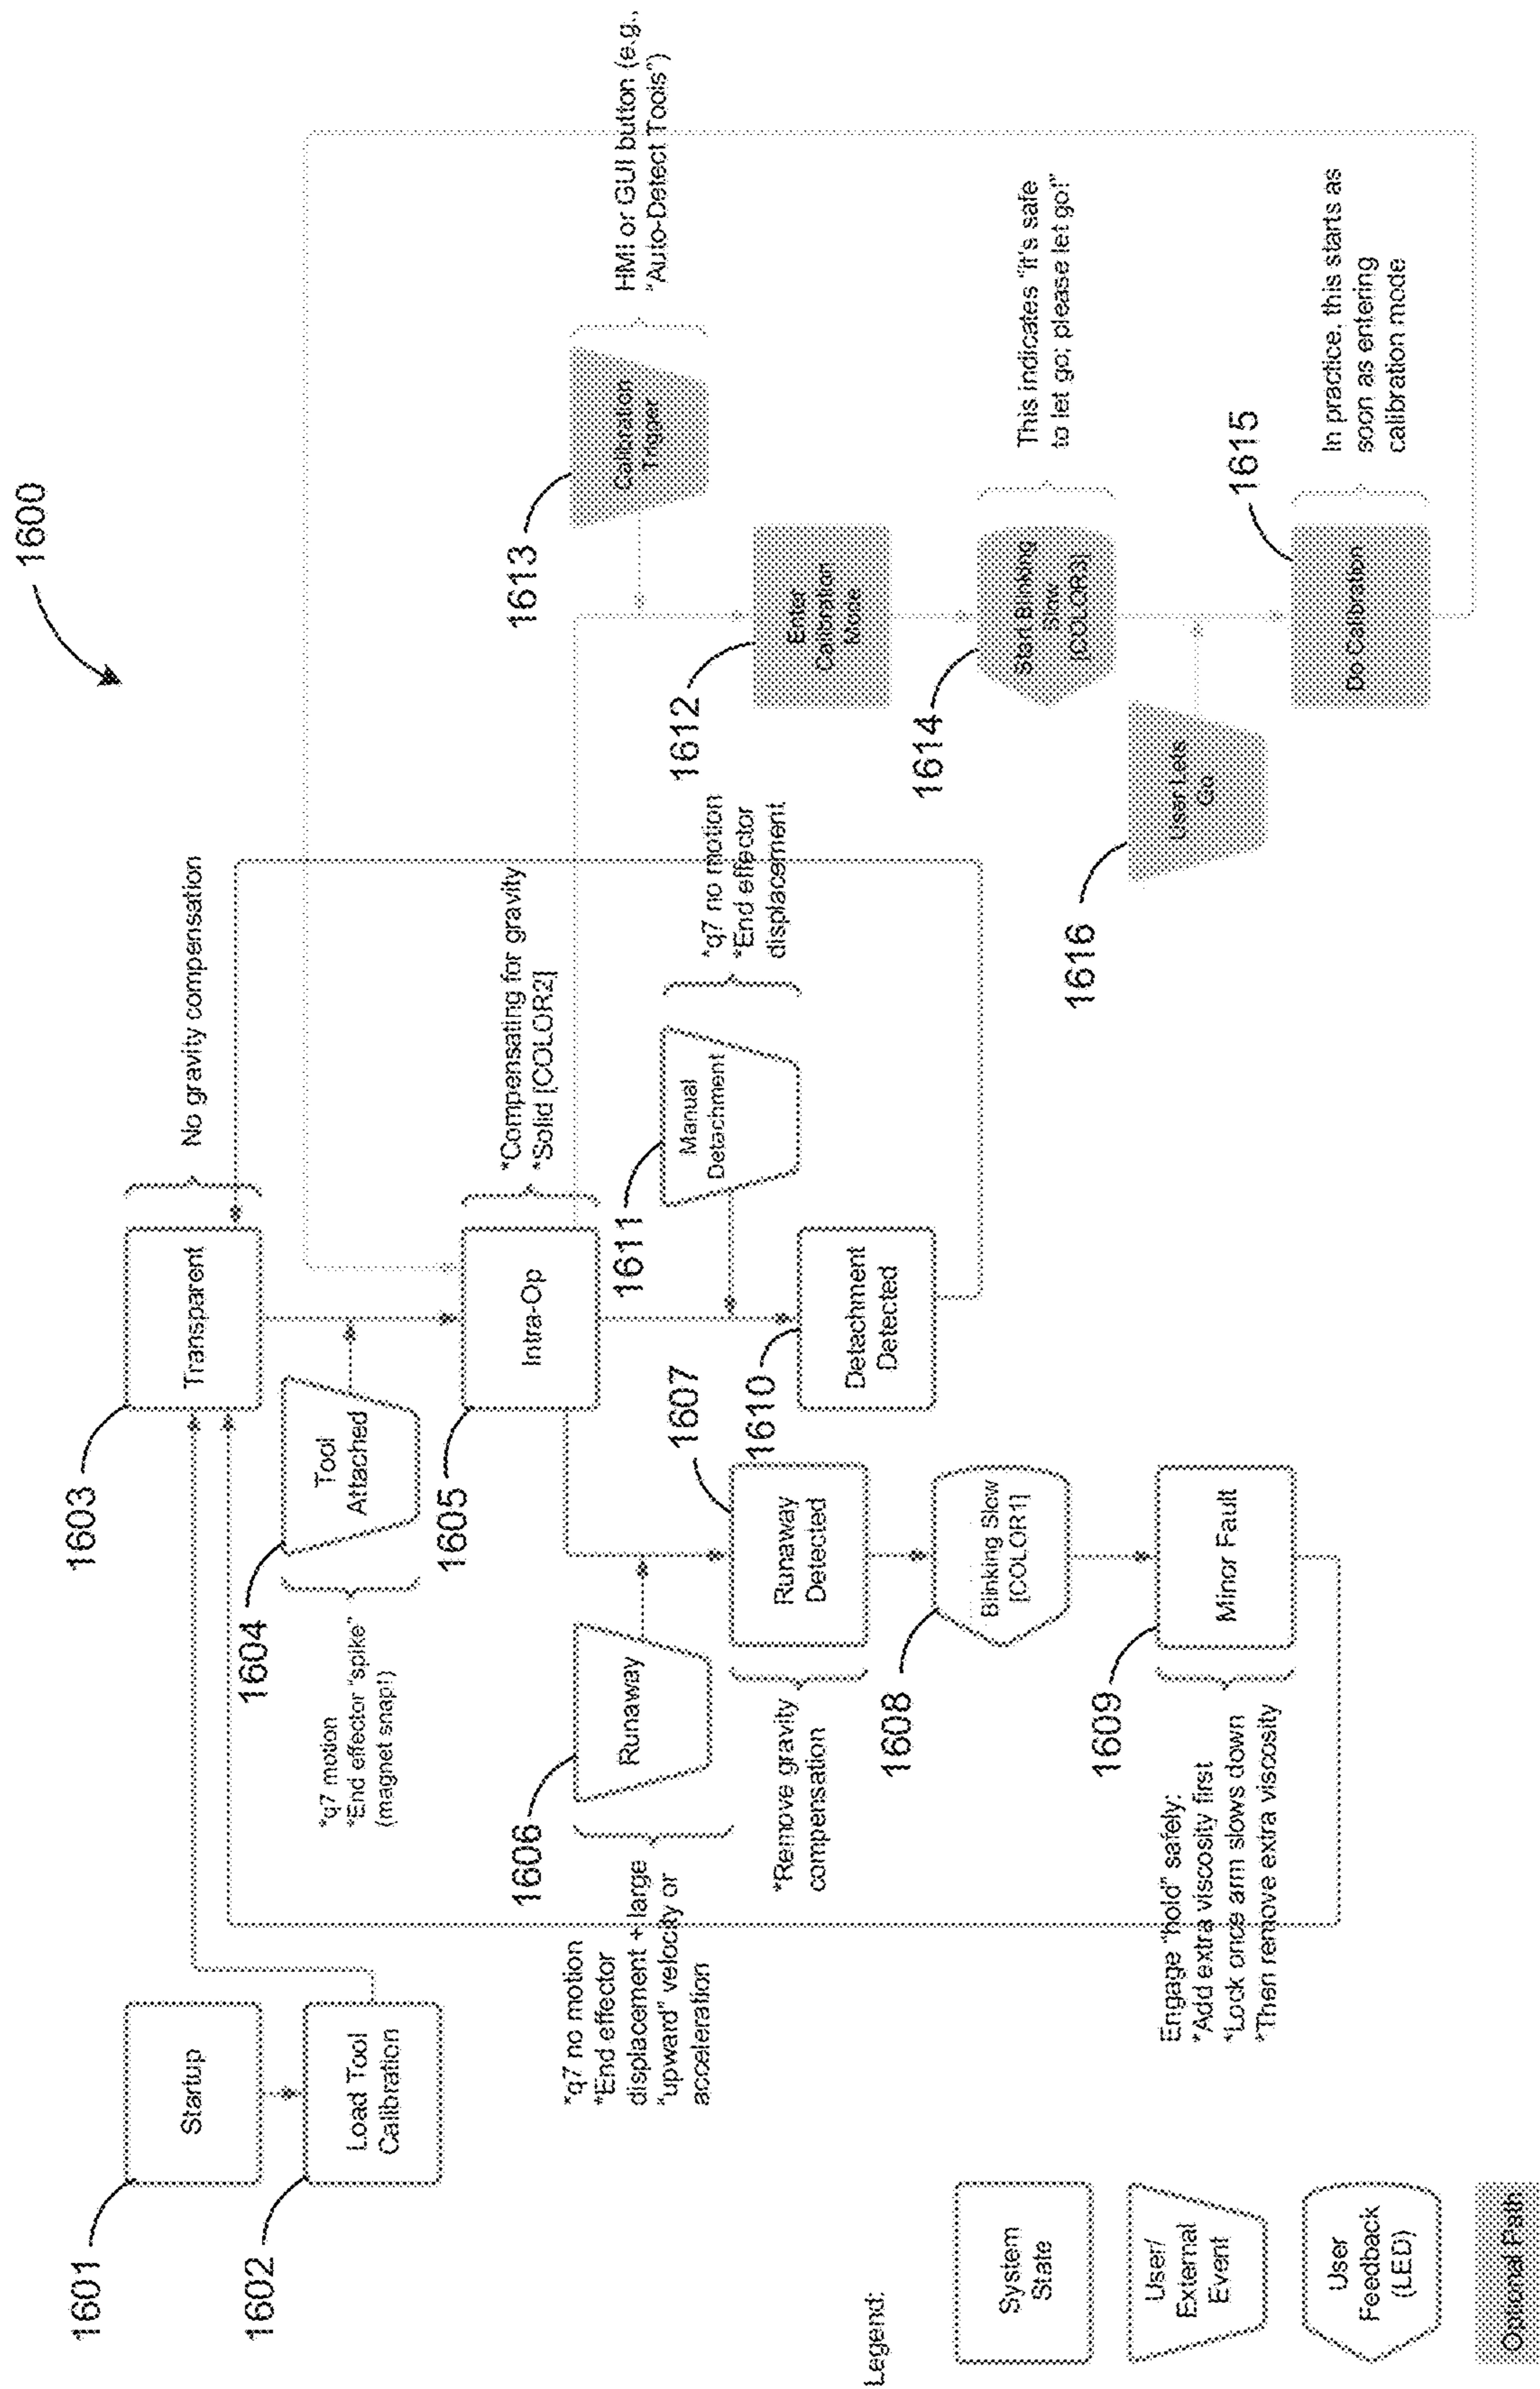 1600
1601
Startup
1602
Load Tool
Calibration
1603
Transparent
No gravity compensation
1604
Tool
Attached
*q7 motion
*End effector "spike"
(magnet snap!)
1605
Intra-Op
*Compensating for gravity
*Solid [COLOR2]
1606
Runaway
*q7 no motion
*End effector
displacement + large
"upward" velocity or
acceleration
1607
Runaway
Detected
*Remove gravity
compensation
1608
Blinking Slow
[COLOR1]
1609
Minor Fault
Engage "hold" safely:
*Add extra viscosity first
*Lock once arm slows down
*Then remove extra viscosity
1610
Detachment
Detected
1611
Manual
Detachment
*q7 no motion
*End effector
displacement
1612
Enter
Calibration
Mode
1613
Calibration
Trigger
HMI or GUI button (e.g.,
"Auto-Detect Tools")
1614
Start Blinking
Slow
[COLOR3]
This indicates "it's safe
to let go; please let go!"
1615
Do Calibration
In practice, this starts as
soon as entering
calibration mode
1616
User Lets
Go
Legend:
System
State
User/
External
Event
User
Feedback
(LED)
Optional Path